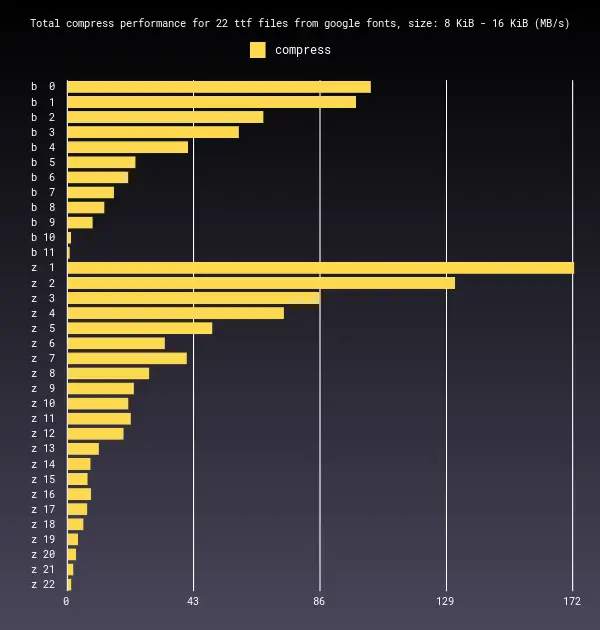 Total compress performance for 22 ttf files from google fonts, size: 8 KiB - 16 KiB (MB/s)
compress
b 0
b 1
b 2
b 3
b 4
b 5
b 6
b 7
b 8
b 9
b 10
b 11
z 1
z 2
z 3
z 4
z 5
z 6
z 7
z 8
z 9
z 10
z 11
z 12
z 13
z 14
z 15
z 16
z 17
z 18
z 19
z 20
z 21
z 22
0 43 86 129 172